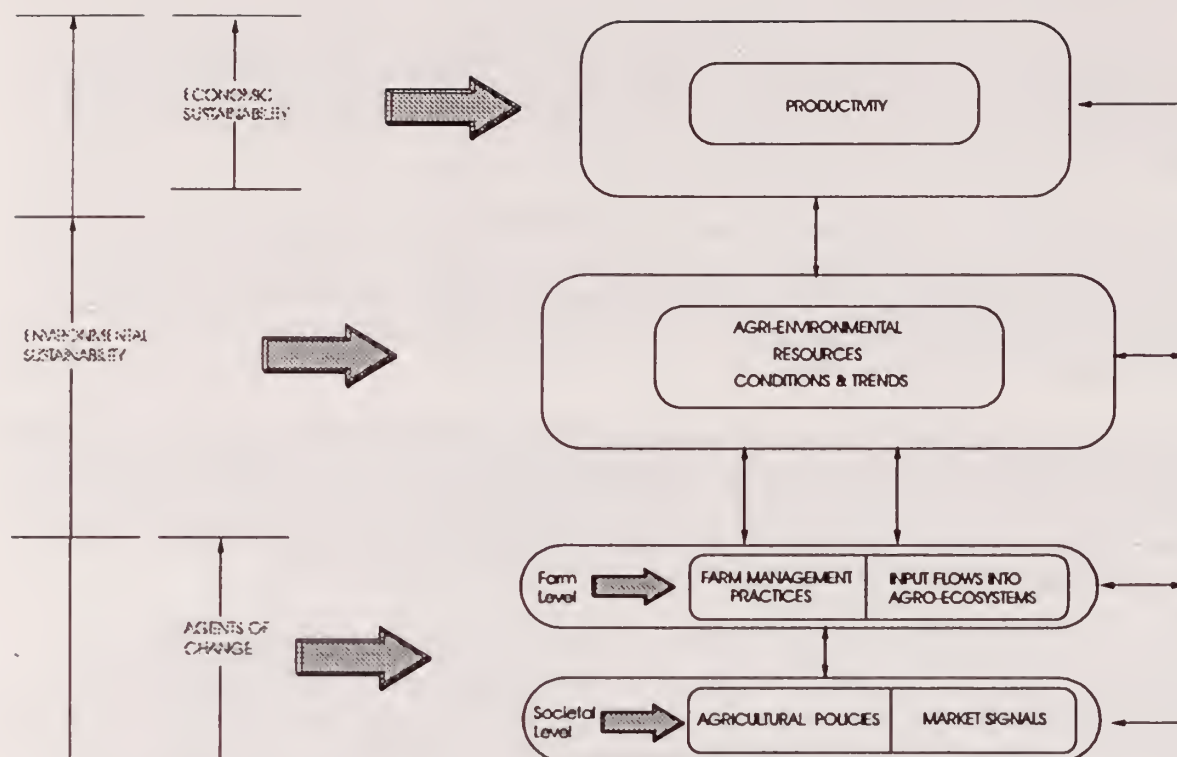 ECONOMIC
SUSTAINABILITY
PRODUCTIVITY
ENVIRONMENTAL
SUSTAINABILITY
AGRI-ENVIRONMENTAL
RESOURCES
CONDITIONS & TRENDS
AGENTS OF
CHANGE
Farm
Level
FARM MANAGEMENT
PRACTICES
INPUT FLOWS INTO
AGRO-ECOSYSTEMS
Societal
Level
AGRICULTURAL POLICIES
MARKET SIGNALS